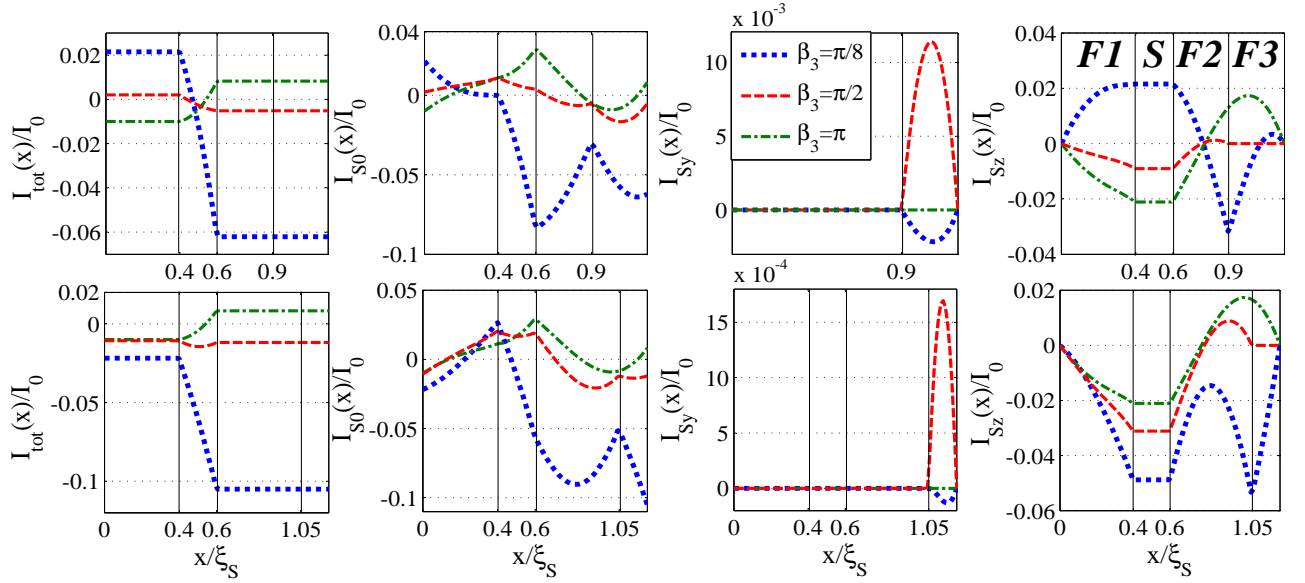 x 10⁻³
0.02
0
-0.02
-0.04
-0.06
I_tot(x)/I_0
0.4 0.6 0.9
0.05
0
-0.05
-0.1
I_S0(x)/I_0
0.4 0.6 0.9
10
5
0
I_Sy(x)/I_0
0.9
β_3=π/8
β_3=π/2
β_3=π
0.04
0.02
0
-0.02
-0.04
I_Sz(x)/I_0
F1 S F2 F3
0.4 0.6 0.9
x 10⁻⁴
0.02
0
-0.05
-0.1
I_tot(x)/I_0
0 0.4 0.6 1.05
x/ξ_S
0.05
0
-0.05
-0.1
I_S0(x)/I_0
0 0.4 0.6 1.05
x/ξ_S
15
10
5
0
I_Sy(x)/I_0
0 0.4 0.6 1.05
x/ξ_S
0.02
0
-0.02
-0.04
-0.06
I_Sz(x)/I_0
0 0.4 0.6 1.05
x/ξ_S